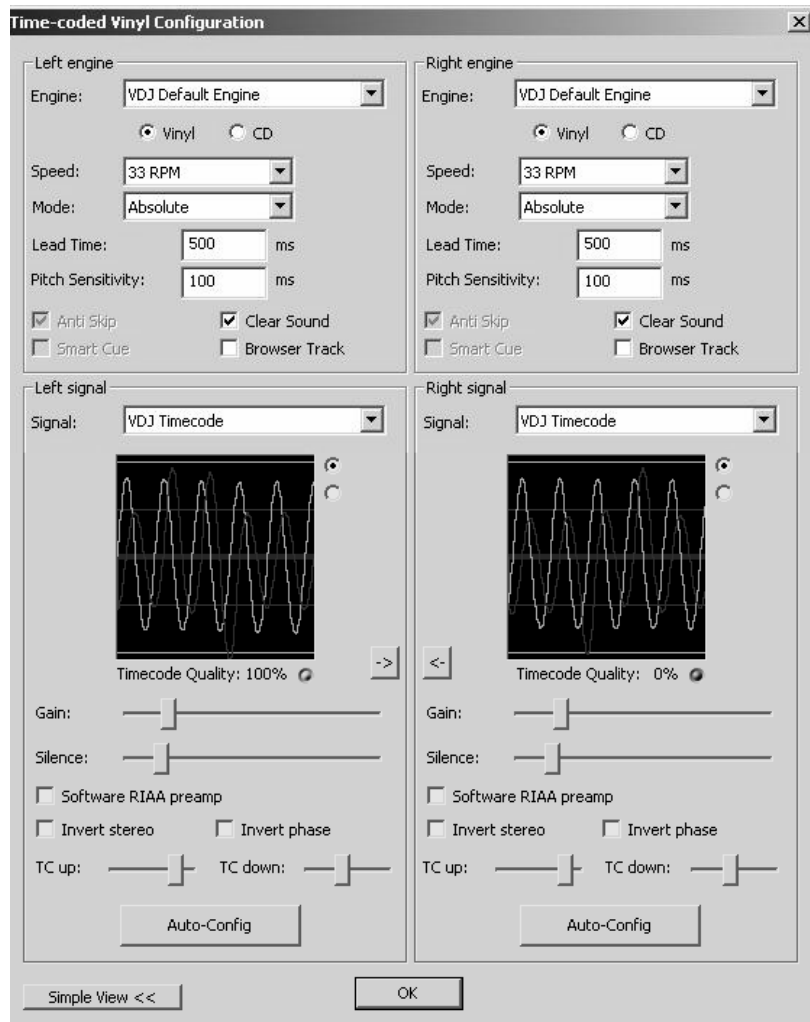 Time-coded Vinyl Configuration
Left engine
Engine: VDJ Default Engine
Vinyl CD
Speed: 33 RPM
Mode: Absolute
Lead Time: 500 ms
Pitch Sensitivity: 100 ms
Anti Skip Clear Sound
Smart Cue Browser Track
Right engine
Engine: VDJ Default Engine
Vinyl CD
Speed: 33 RPM
Mode: Absolute
Lead Time: 500 ms
Pitch Sensitivity: 100 ms
Anti Skip Clear Sound
Smart Cue Browser Track
Left signal
Signal: VDJ Timecode
Timecode Quality: 100%
->
Gain:
Silence:
Software RIAA preamp
Invert stereo Invert phase
TC up: TC down:
Auto-Config
Right signal
Signal: VDJ Timecode
<-
Timecode Quality: 0%
Gain:
Silence:
Software RIAA preamp
Invert stereo Invert phase
TC up: TC down:
Auto-Config
Simple View <<
OK